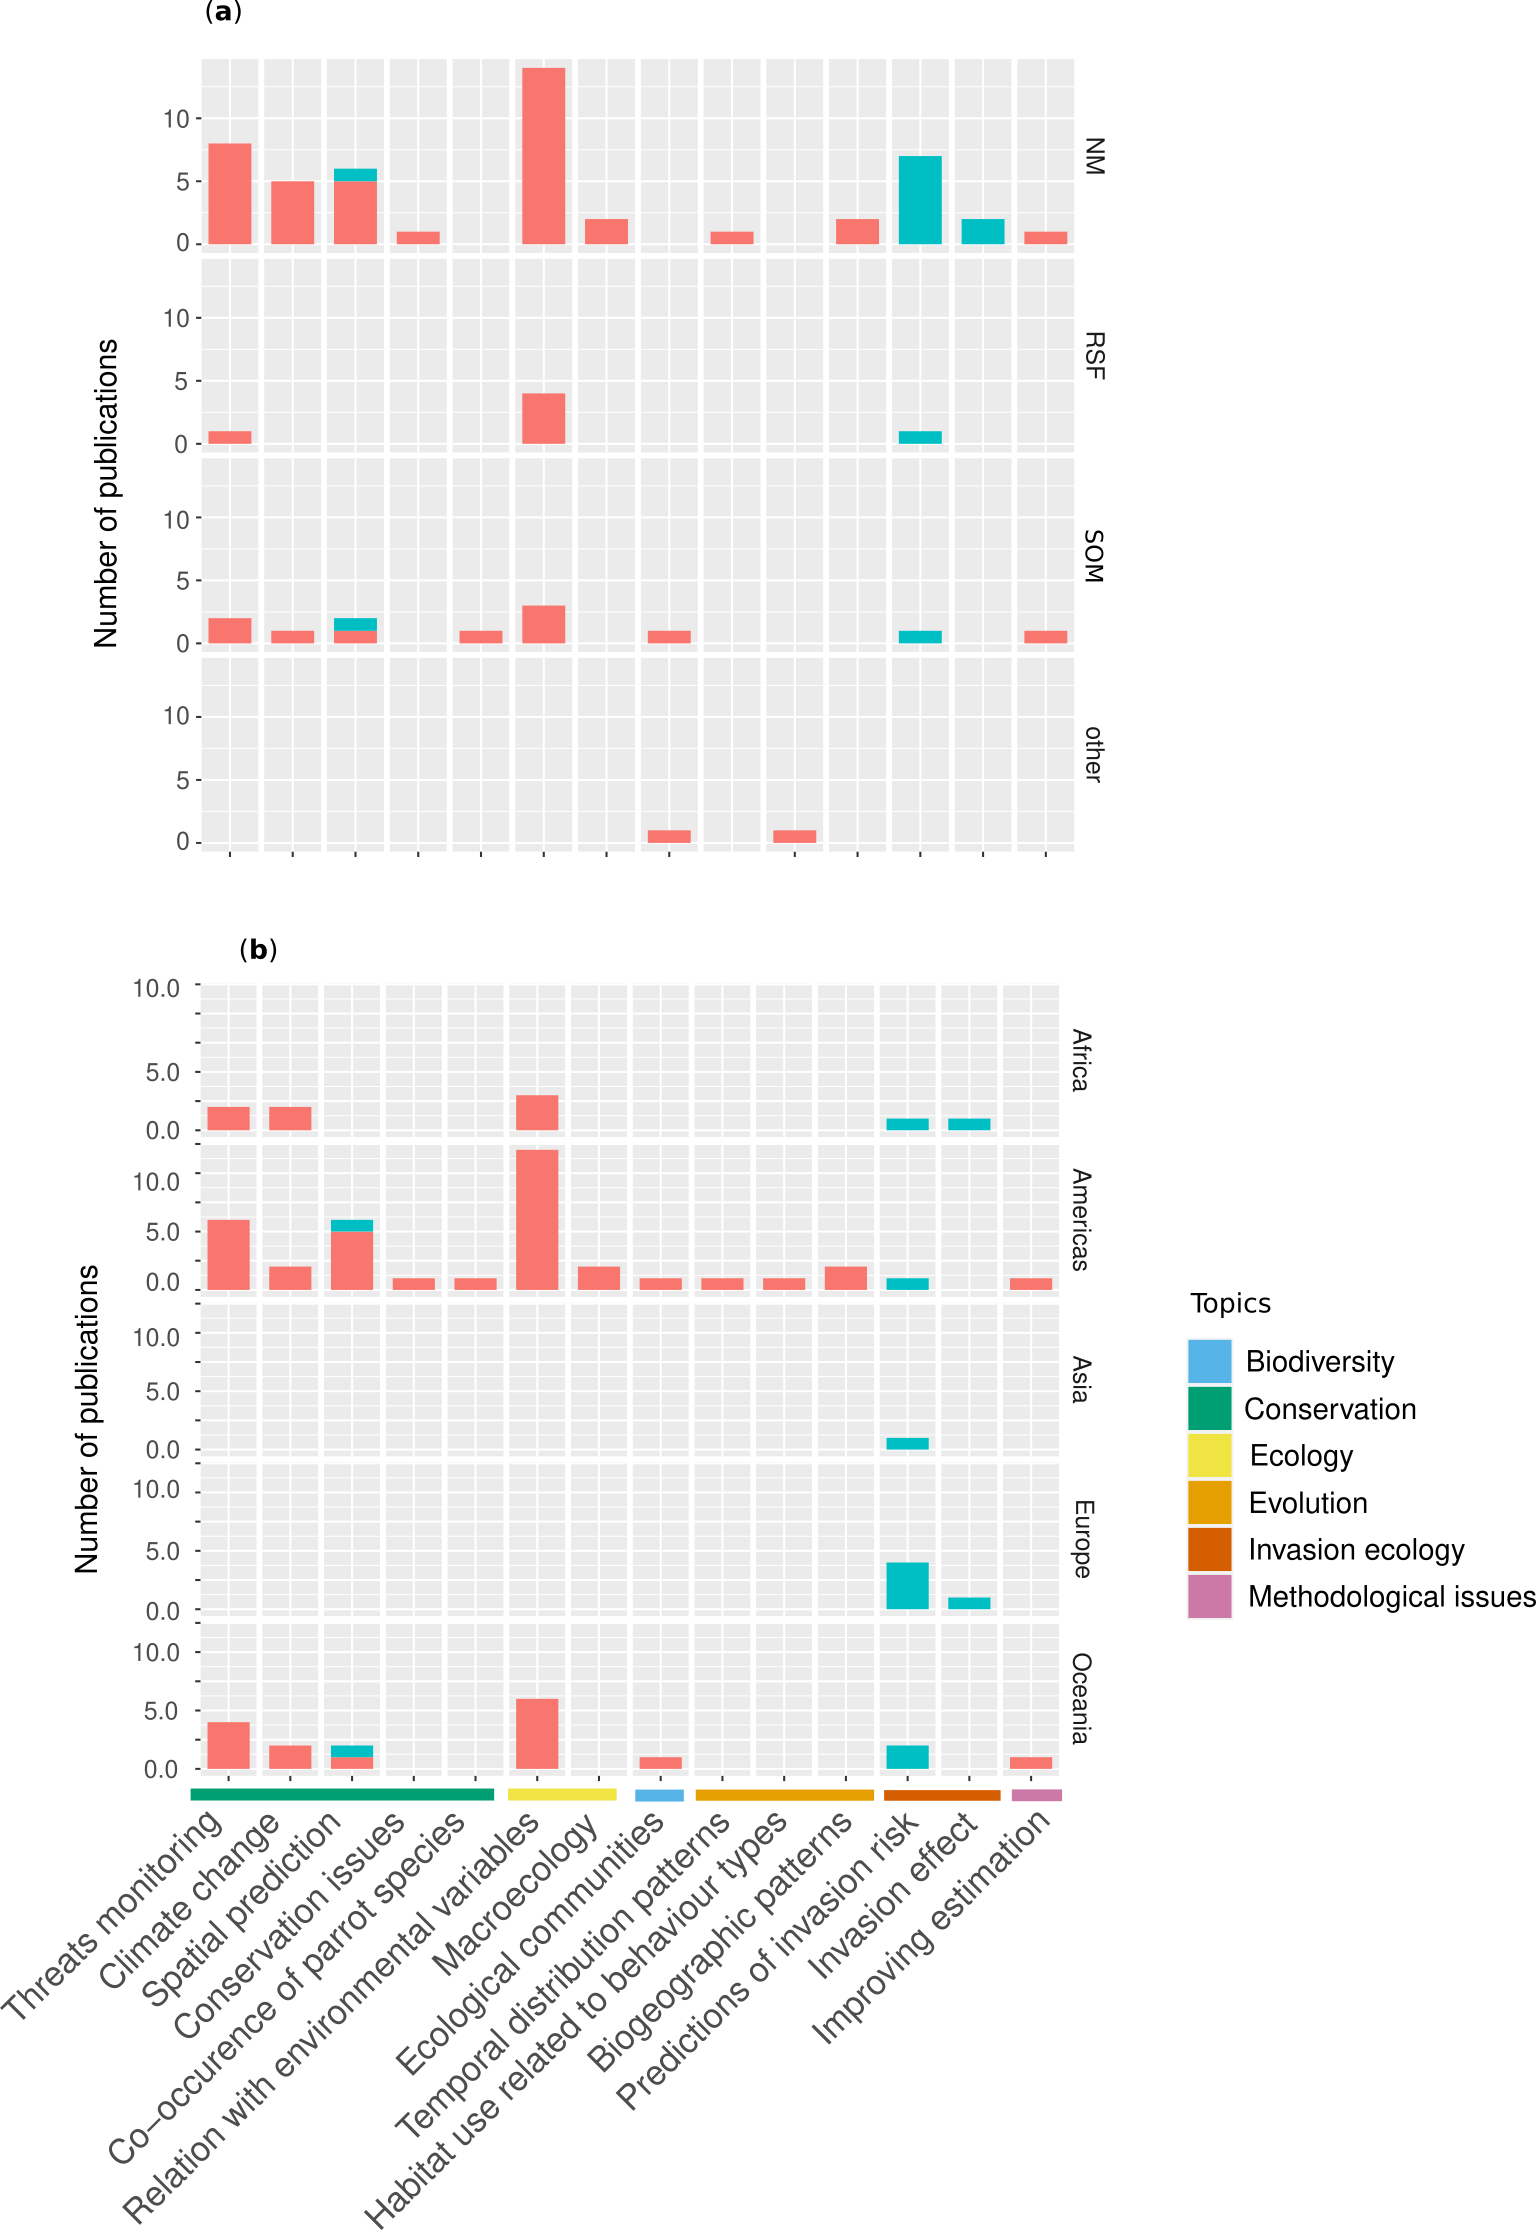 (a)
10
5
0
NM
10
5
0
RSF
10
5
0
SOM
10
5
0
other
Number of publications
(b)
10.0
5.0
0.0
Africa
10.0
5.0
0.0
Americas
10.0
5.0
0.0
Asia
10.0
5.0
0.0
Europe
10.0
5.0
0.0
Oceania
Number of publications
Threats monitoring
Climate change
Spatial prediction
Conservation issues
Co–occurence of parrot species
Relation with environmental variables
Macroecology
Ecological communities
Temporal distribution patterns
Habitat use related to behaviour types
Biogeographic patterns
Predictions of invasion risk
Invasion effect
Improving estimation
Topics
Biodiversity
Conservation
Ecology
Evolution
Invasion ecology
Methodological issues